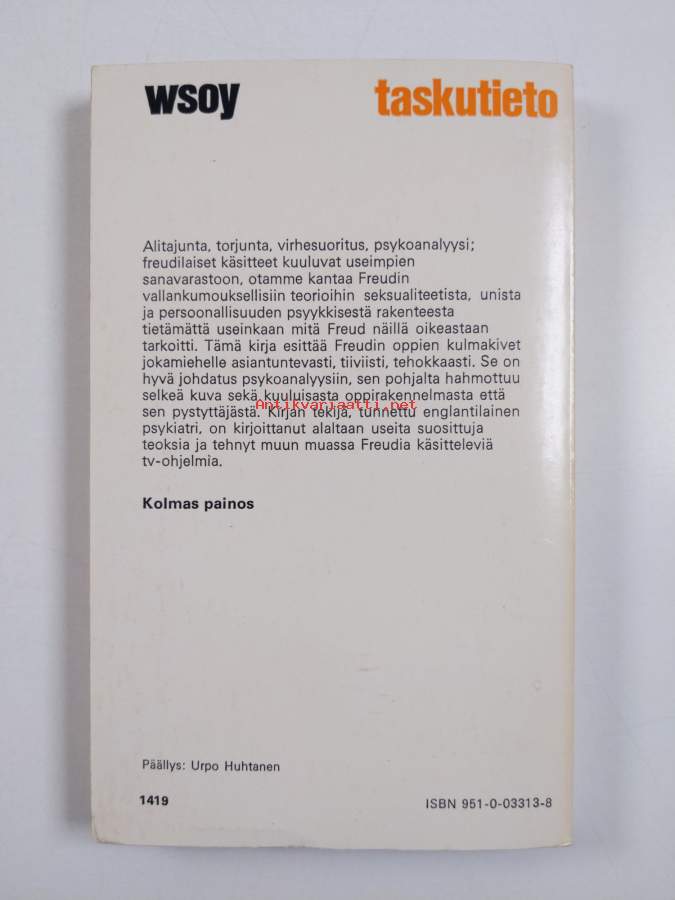 wsoy taskutieto
Alitajunta, torjunta, virhesuoritus, psykoanalyysi;
freudilaiset käsitteet kuuluvat useimpien
sanavarastoon, otamme kantaa Freudin
vallankumouksellisiin teorioihin seksualiteetista, unista
ja persoonallisuuden psyykkisestä rakenteesta
tietämättä useinkaan mitä Freud näillä oikeastaan
tarkoitti. Tämä kirja esittää Freudin oppien kulmakivet
jokamiehelle asiantuntevasti, tiiviisti, tehokkaasti. Se on
hyvä johdatus psykoanalyysiin, sen pohjalta hahmottuu
selkeä kuva sekä kuuluisasta oppirakennelmasta että
Antikvariaatti.net
sen pystyttäjästä. Kirjan tekijä, tunnettu englantilainen
psykiatri, on kirjoittanut alaltaan useita suosittuja
teoksia ja tehnyt muun muassa Freudia käsitteleviä
tv-ohjelmia.
Kolmas painos
Päällys: Urpo Huhtanen
1419 ISBN 951-0-03313-8